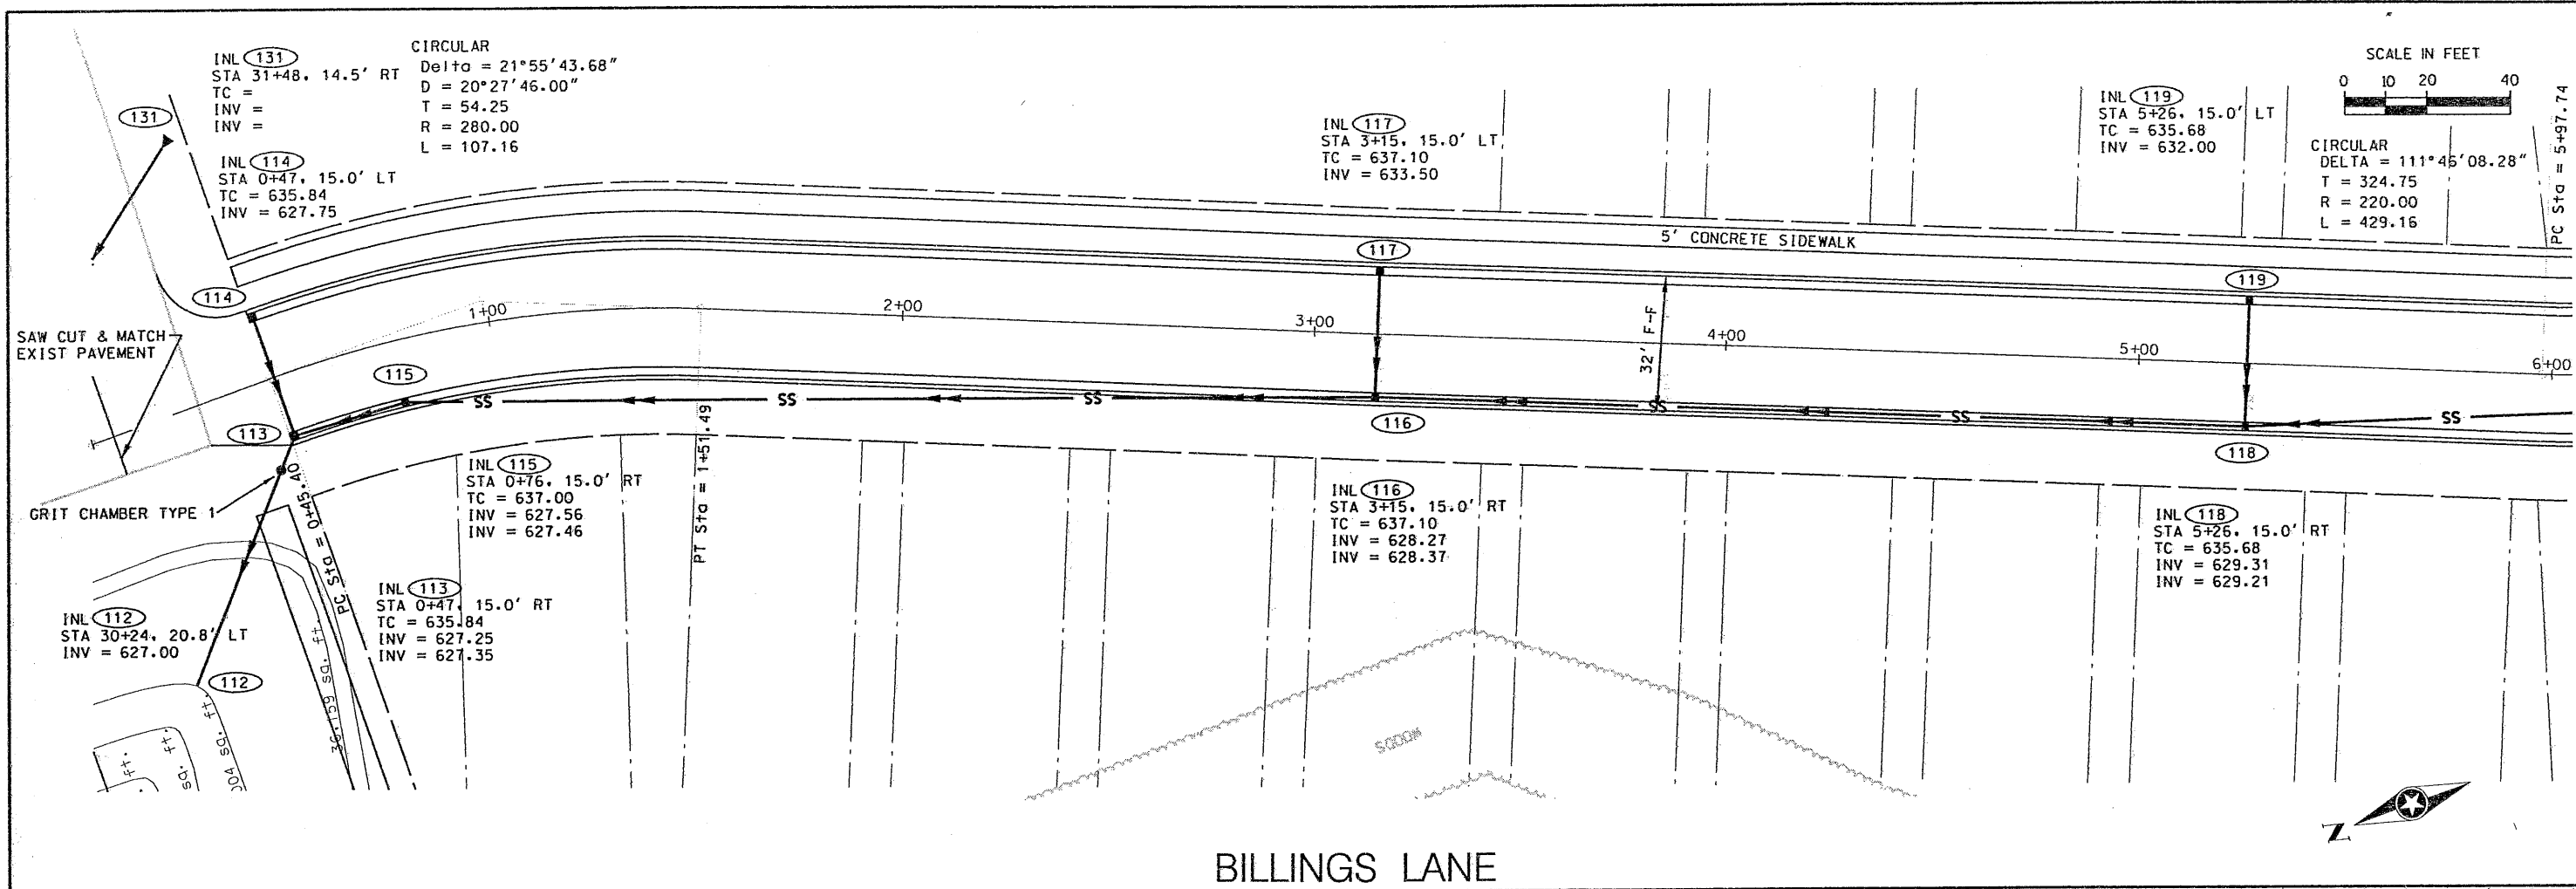 INL 131
STA 31+48, 14.5' RT
TC =
INV =
INV =
CIRCULAR
Delta = 21°55'43.68"
D = 20°27'46.00"
T = 54.25
R = 280.00
L = 107.16
131
INL 114
STA 0+47, 15.0' LT
TC = 635.84
INV = 627.75
INL 117
STA 3+15, 15.0' LT
TC = 637.10
INV = 633.50
INL 119
STA 5+26, 15.0' LT
TC = 635.68
INV = 632.00
SCALE IN FEET
0 10 20 40
CIRCULAR
DELTA = 111°46'08.28"
T = 324.75
R = 220.00
L = 429.16
PC Sta = 5+97.74
5' CONCRETE SIDEWALK
117
119
114
SAW CUT & MATCH
EXIST PAVEMENT
1+00
2+00
3+00
4+00
5+00
6+00
32' F-F
115
SS SS SS SS SS SS
113
116
118
GRIT CHAMBER TYPE 1
PC Sta = 0+45.40
PT Sta = 1+51.49
INL 115
STA 0+76, 15.0' RT
TC = 637.00
INV = 627.56
INV = 627.46
INL 116
STA 3+15, 15.0' RT
TC = 637.10
INV = 628.27
INV = 628.37
INL 118
STA 5+26, 15.0' RT
TC = 635.68
INV = 629.31
INV = 629.21
INL 113
STA 0+47, 15.0' RT
TC = 635.84
INV = 627.25
INV = 627.35
INL 112
STA 30+24, 20.8' LT
INV = 627.00
112
36,159 sq. ft.
004 sq. ft.
sq. ft.
ft.
WOODS
N
BILLINGS LANE